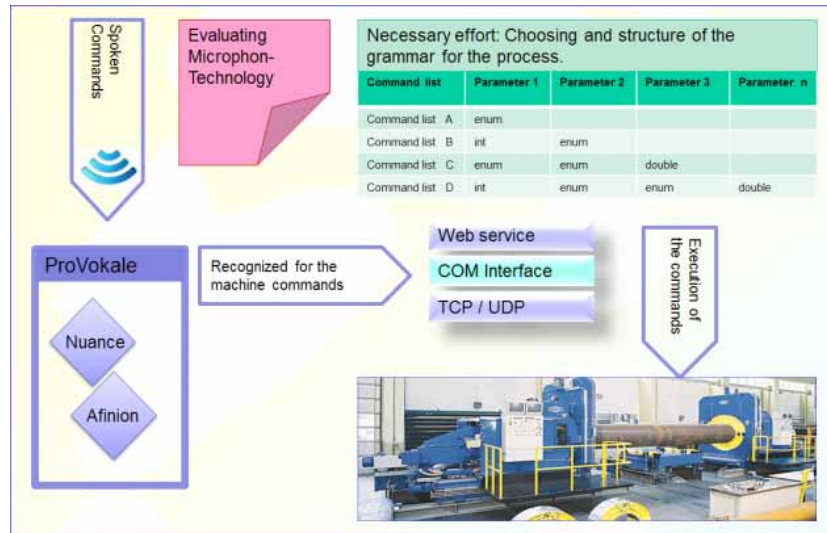 Spoken
Commands
Evaluating
Microphon-
Technology
Necessary effort: Choosing and structure of the
grammar for the process.
Command list Parameter 1 Parameter 2 Parameter 3 Parameter n
Command list A enum
Command list B int enum
Command list C enum enum double
Command list D int enum enum double
ProVokale
Nuance
Afinion
Recognized for the
machine commands
Web service
COM Interface
TCP / UDP
Execution of
the commands